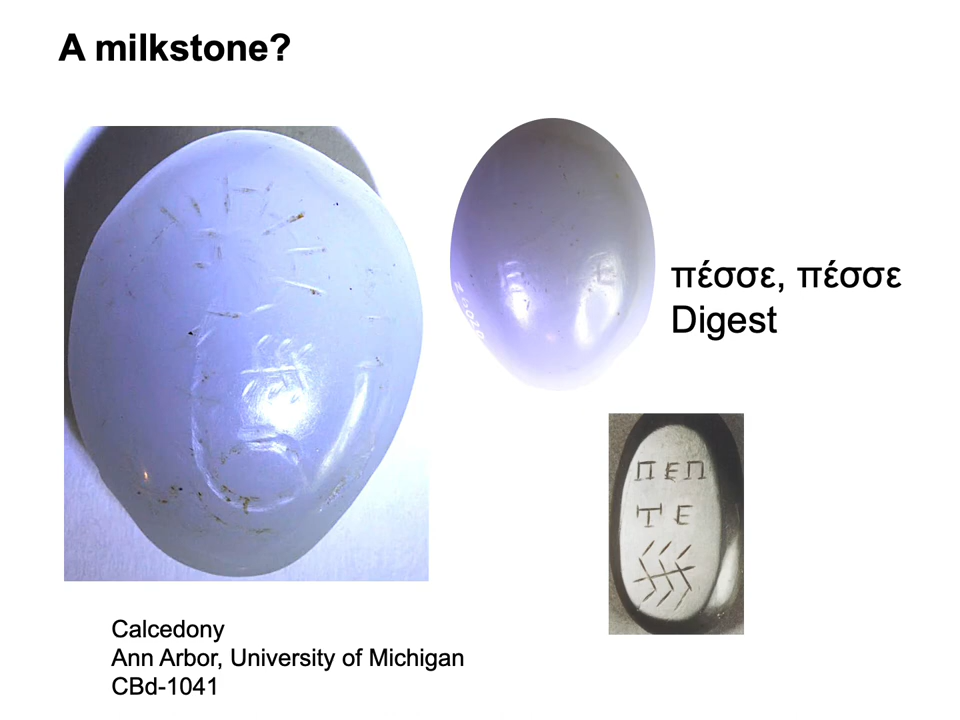 A milkstone?
πέσσε, πέσσε
Digest
ΠΕΠ
ΤΕ
Calcedony
Ann Arbor, University of Michigan
CBd-1041